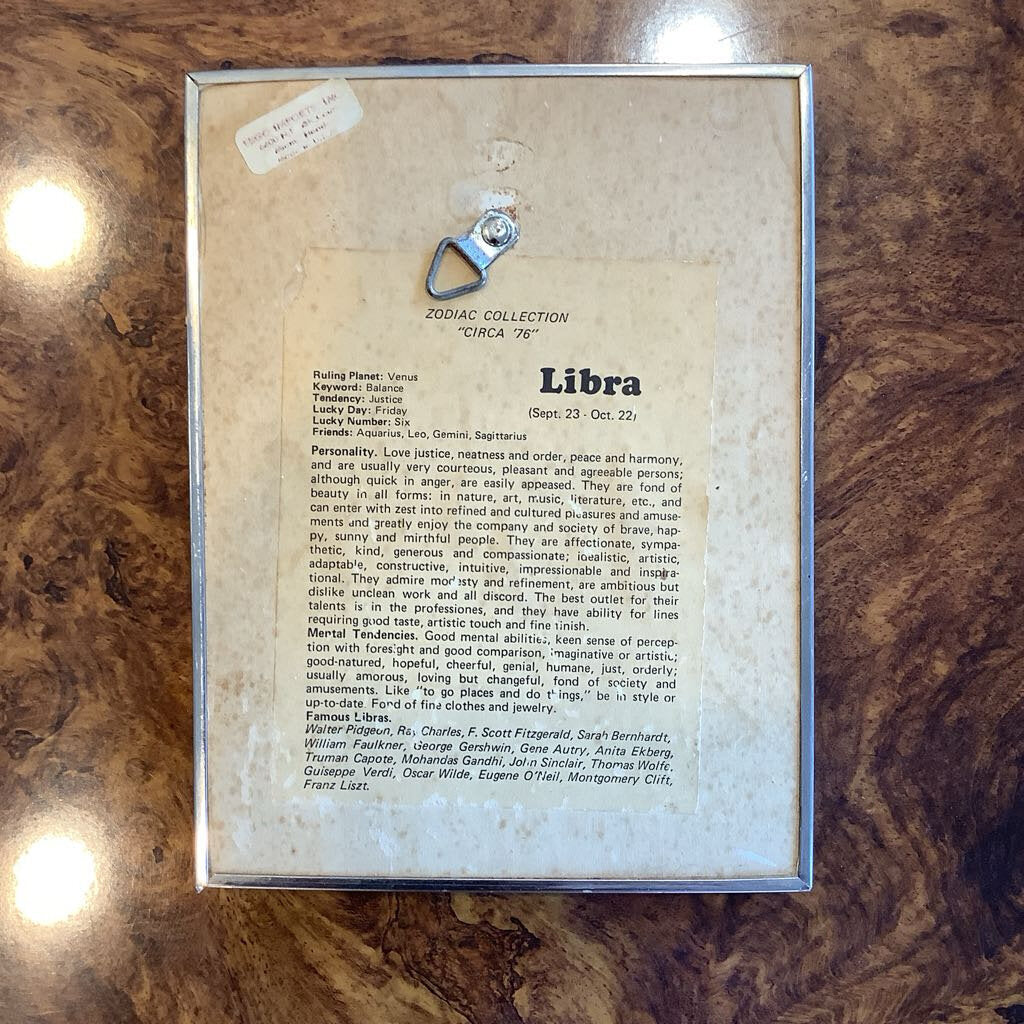 ZODIAC COLLECTION
"CIRCA '76"
Libra
(Sept. 23 - Oct. 22)
Ruling Planet: Venus
Keyword: Balance
Tendency: Justice
Lucky Day: Friday
Lucky Number: Six
Friends: Aquarius, Leo, Gemini, Sagittarius
Personality. Love justice, neatness and order, peace and harmony,
and are usually very courteous, pleasant and agreeable persons;
although quick in anger, are easily appeased. They are fond of
beauty in all forms: in nature, art, music, literature, etc., and
can enter with zest into refined and cultured pleasures and amuse-
ments and greatly enjoy the company and society of brave, hap-
py, sunny and mirthful people. They are affectionate, sympa-
thetic, kind, generous and compassionate; idealistic, artistic,
adaptable, constructive, intuitive, impressionable and inspira-
tional. They admire modesty and refinement, are ambitious but
dislike unclean work and all discord. The best outlet for their
talents is in the professiones, and they have ability for lines
requiring good taste, artistic touch and fine finish.
Mental Tendencies. Good mental abilities, keen sense of percep-
tion with foresight and good comparison, imaginative or artistic;
good-natured, hopeful, cheerful, genial, humane, just, orderly;
usually amorous, loving but changeful, fond of society and
amusements. Like "to go places and do things," be in style or
up-to-date. Fond of fine clothes and jewelry.
Famous Libras.
Walter Pidgeon, Ray Charles, F. Scott Fitzgerald, Sarah Bernhardt,
William Faulkner, George Gershwin, Gene Autry, Anita Ekberg,
Truman Capote, Mohandas Gandhi, John Sinclair, Thomas Wolfe,
Guiseppe Verdi, Oscar Wilde, Eugene O'Neil, Montgomery Clift,
Franz Liszt.